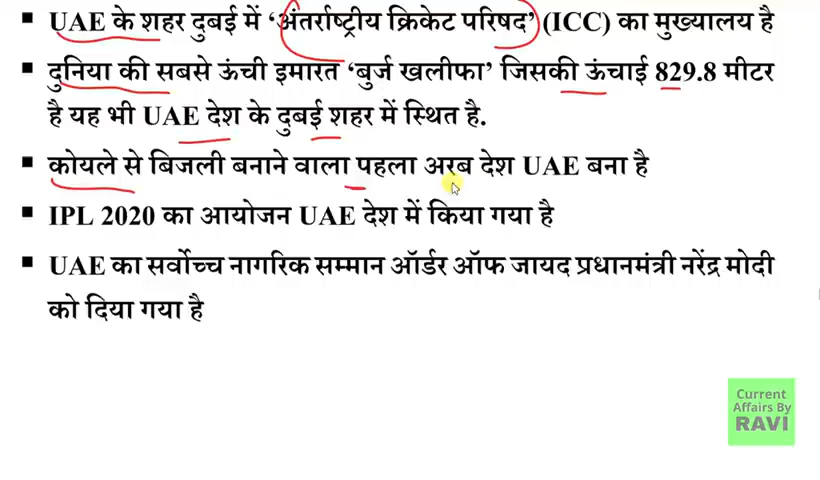 ▪ UAE के शहर दुबई में ‘अंतर्राष्ट्रीय क्रिकेट परिषद’ (ICC) का मुख्यालय है
▪ दुनिया की सबसे ऊंची इमारत ‘बुर्ज खलीफा’ जिसकी ऊंचाई 829.8 मीटर
है यह भी UAE देश के दुबई शहर में स्थित है.
▪ कोयले से बिजली बनाने वाला पहला अरब देश UAE बना है
▪ IPL 2020 का आयोजन UAE देश में किया गया है
▪ UAE का सर्वोच्च नागरिक सम्मान ऑर्डर ऑफ जायद प्रधानमंत्री नरेंद्र मोदी
को दिया गया है
Current
Affairs By
RAVI